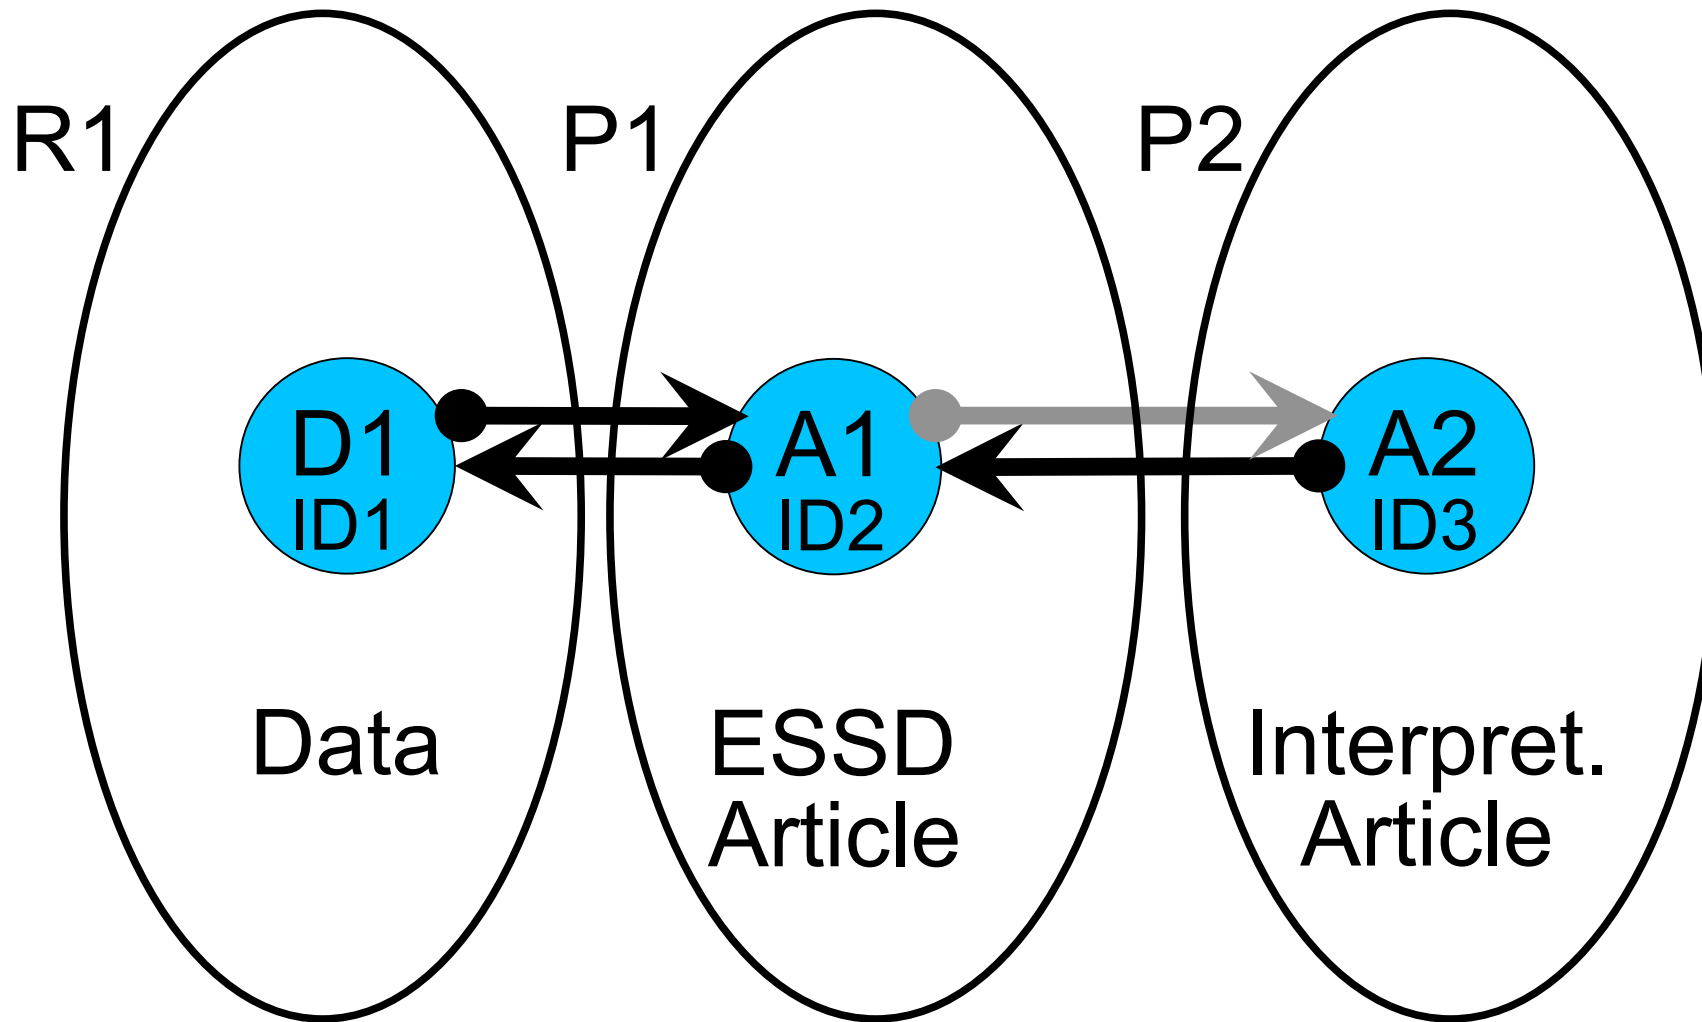 R1
P1
P2
D1
ID1
A1
ID2
A2
ID3
Data
ESSD
Article
Interpret.
Article